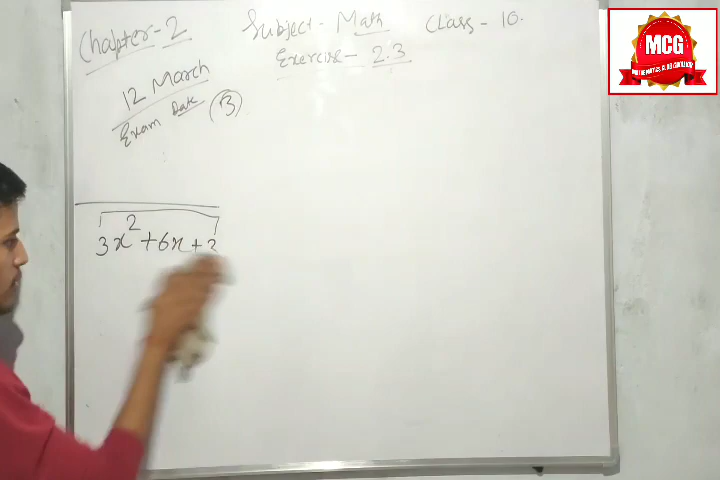 Chapter-2 Subject- Math Class - 10.
Exercise - 2.3
12 March
Exam Date (B)
3x² + 6x + 3
MCG